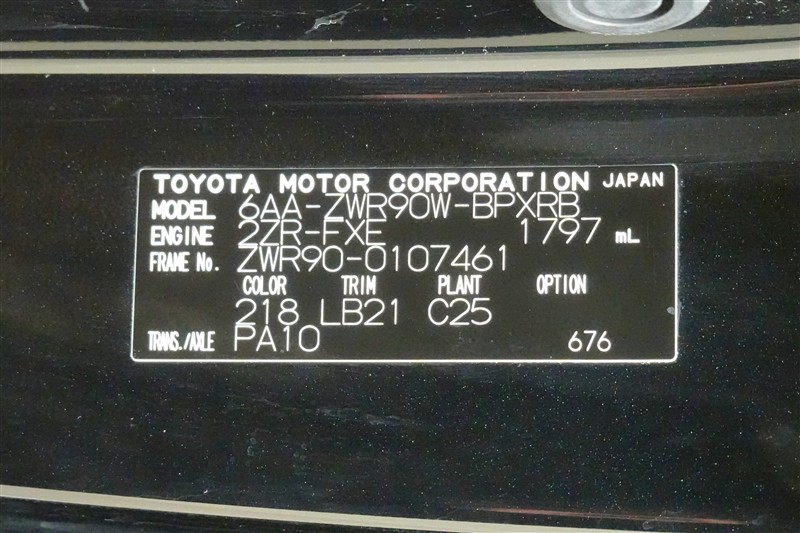 TOYOTA MOTOR CORPORATION JAPAN
MODEL 6AA-ZWR90W-BPXRB
ENGINE 2ZR-FXE 1797 mL
FRAME No. ZWR90-0107461
COLOR TRIM PLANT OPTION
218 LB21 C25
TRANS./AXLE PA10 676